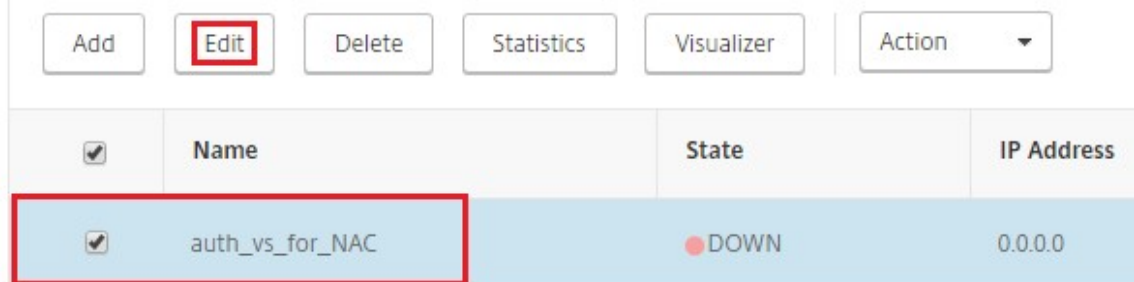 Add Edit Delete Statistics Visualizer Action
Name State IP Address
auth_vs_for_NAC DOWN 0.0.0.0